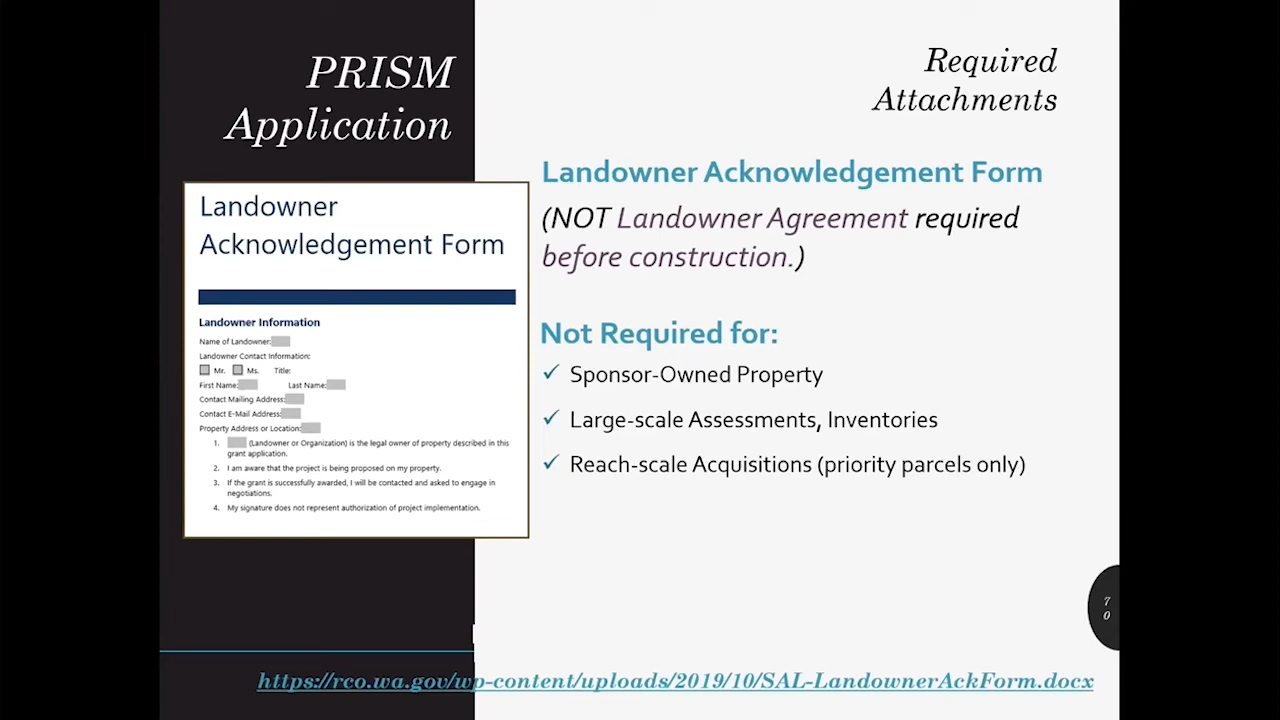 PRISM
Application
Required
Attachments
Landowner
Acknowledgement Form
Landowner Information
Name of Landowner:
Landowner Contact Information:
Mr. Ms. Title:
First Name: Last Name:
Contact Mailing Address:
Contact E-Mail Address:
Property Address or Location:
1. (Landowner or Organization) is the legal owner of property described in this
grant application.
2. I am aware that the project is being proposed on my property.
3. If the grant is successfully awarded, I will be contacted and asked to engage in
negotiations.
4. My signature does not represent authorization of project implementation.
Landowner Acknowledgement Form
(NOT Landowner Agreement required
before construction.)
Not Required for:
✓ Sponsor-Owned Property
✓ Large-scale Assessments, Inventories
✓ Reach-scale Acquisitions (priority parcels only)
7
0
https://rco.wa.gov/wp-content/uploads/2019/10/SAL-LandownerAckForm.docx